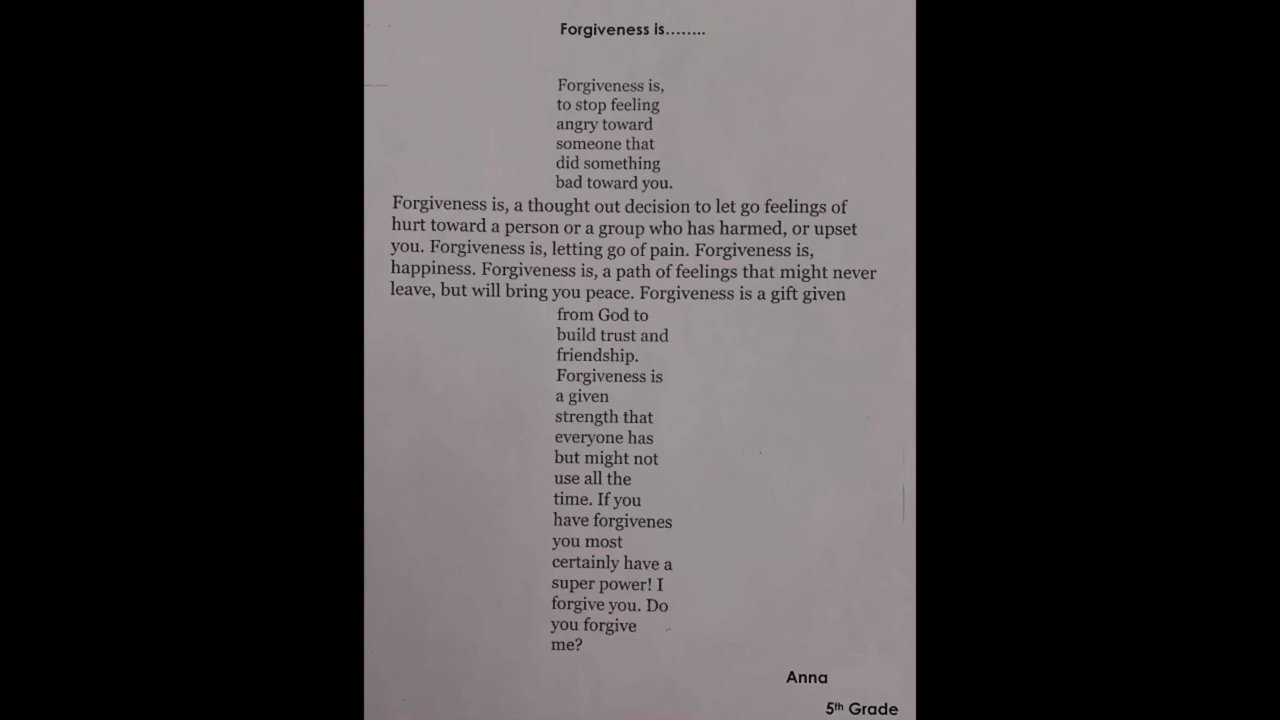 Forgiveness is........
Forgiveness is,
to stop feeling
angry toward
someone that
did something
bad toward you.
Forgiveness is, a thought out decision to let go feelings of
hurt toward a person or a group who has harmed, or upset
you. Forgiveness is, letting go of pain. Forgiveness is,
happiness. Forgiveness is, a path of feelings that might never
leave, but will bring you peace. Forgiveness is a gift given
from God to
build trust and
friendship.
Forgiveness is
a given
strength that
everyone has
but might not
use all the
time. If you
have forgivenes
you most
certainly have a
super power! I
forgive you. Do
you forgive
me?
Anna
5th Grade